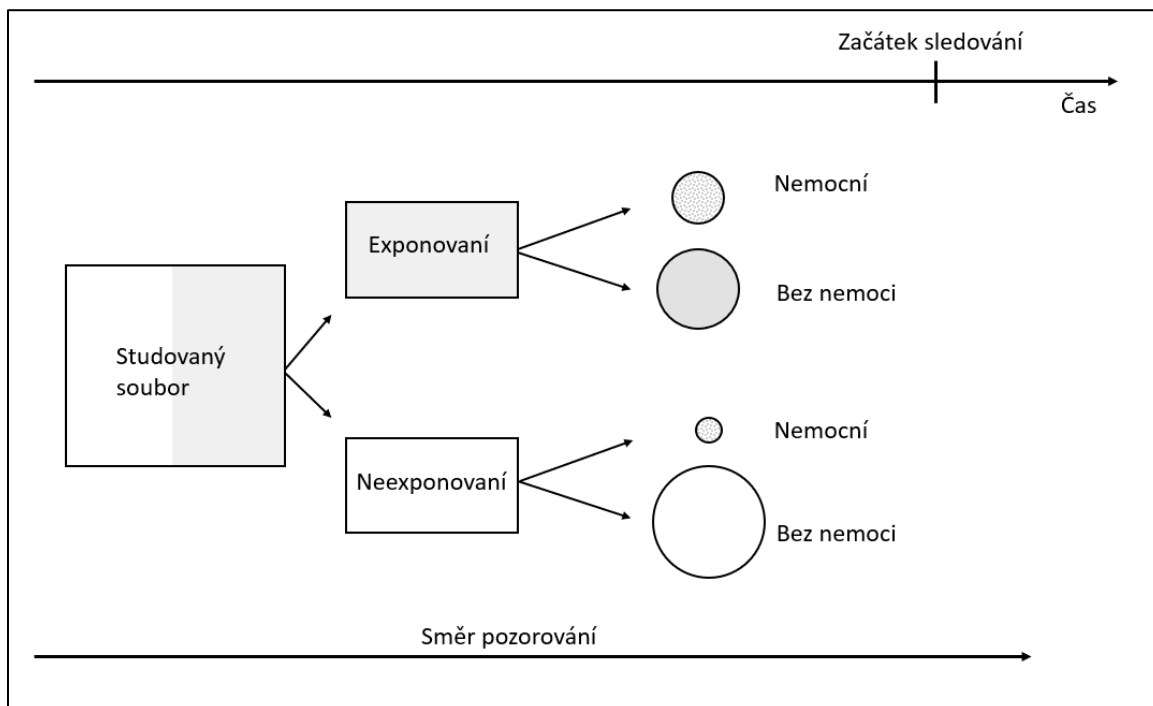 Začátek sledování
Čas
Nemocní
Exponovaní
Bez nemoci
Studovaný
soubor
Nemocní
Neexponovaní
Bez nemoci
Směr pozorování